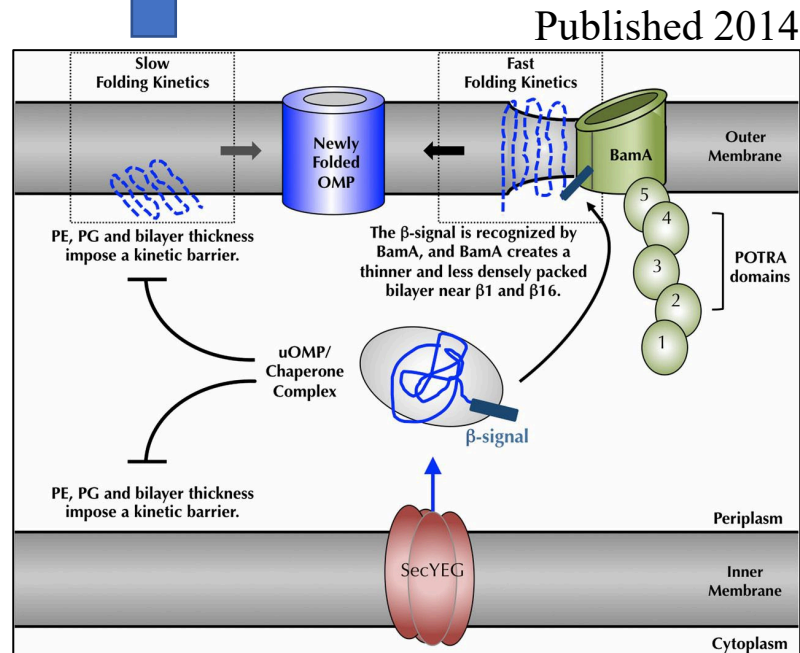 Published 2014
Slow
Folding Kinetics
Fast
Folding Kinetics
Newly
Folded
OMP
BamA
Outer
Membrane
5
4
3
2
1
POTRA
domains
PE, PG and bilayer thickness
impose a kinetic barrier.
The β-signal is recognized by
BamA, and BamA creates a
thinner and less densely packed
bilayer near β1 and β16.
uOMP/
Chaperone
Complex
β-signal
PE, PG and bilayer thickness
impose a kinetic barrier.
Periplasm
SecYEG
Inner
Membrane
Cytoplasm